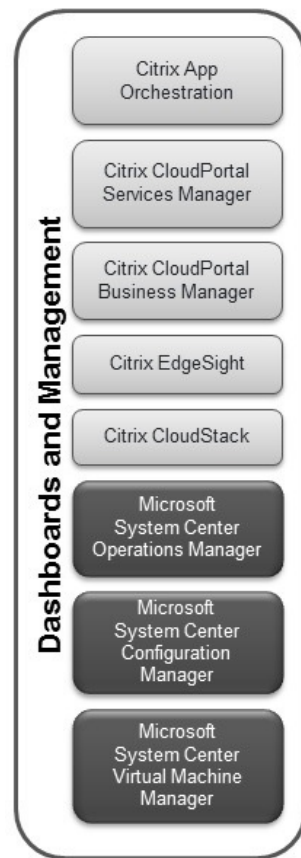 Dashboards and Management
Citrix App
Orchestration
Citrix CloudPortal
Services Manager
Citrix CloudPortal
Business Manager
Citrix EdgeSight
Citrix CloudStack
Microsoft
System Center
Operations Manager
Microsoft
System Center
Configuration
Manager
Microsoft
System Center
Virtual Machine
Manager